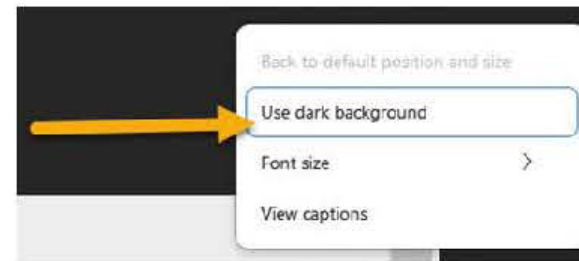 Back to default position and size
Use dark background
Font size
View captions